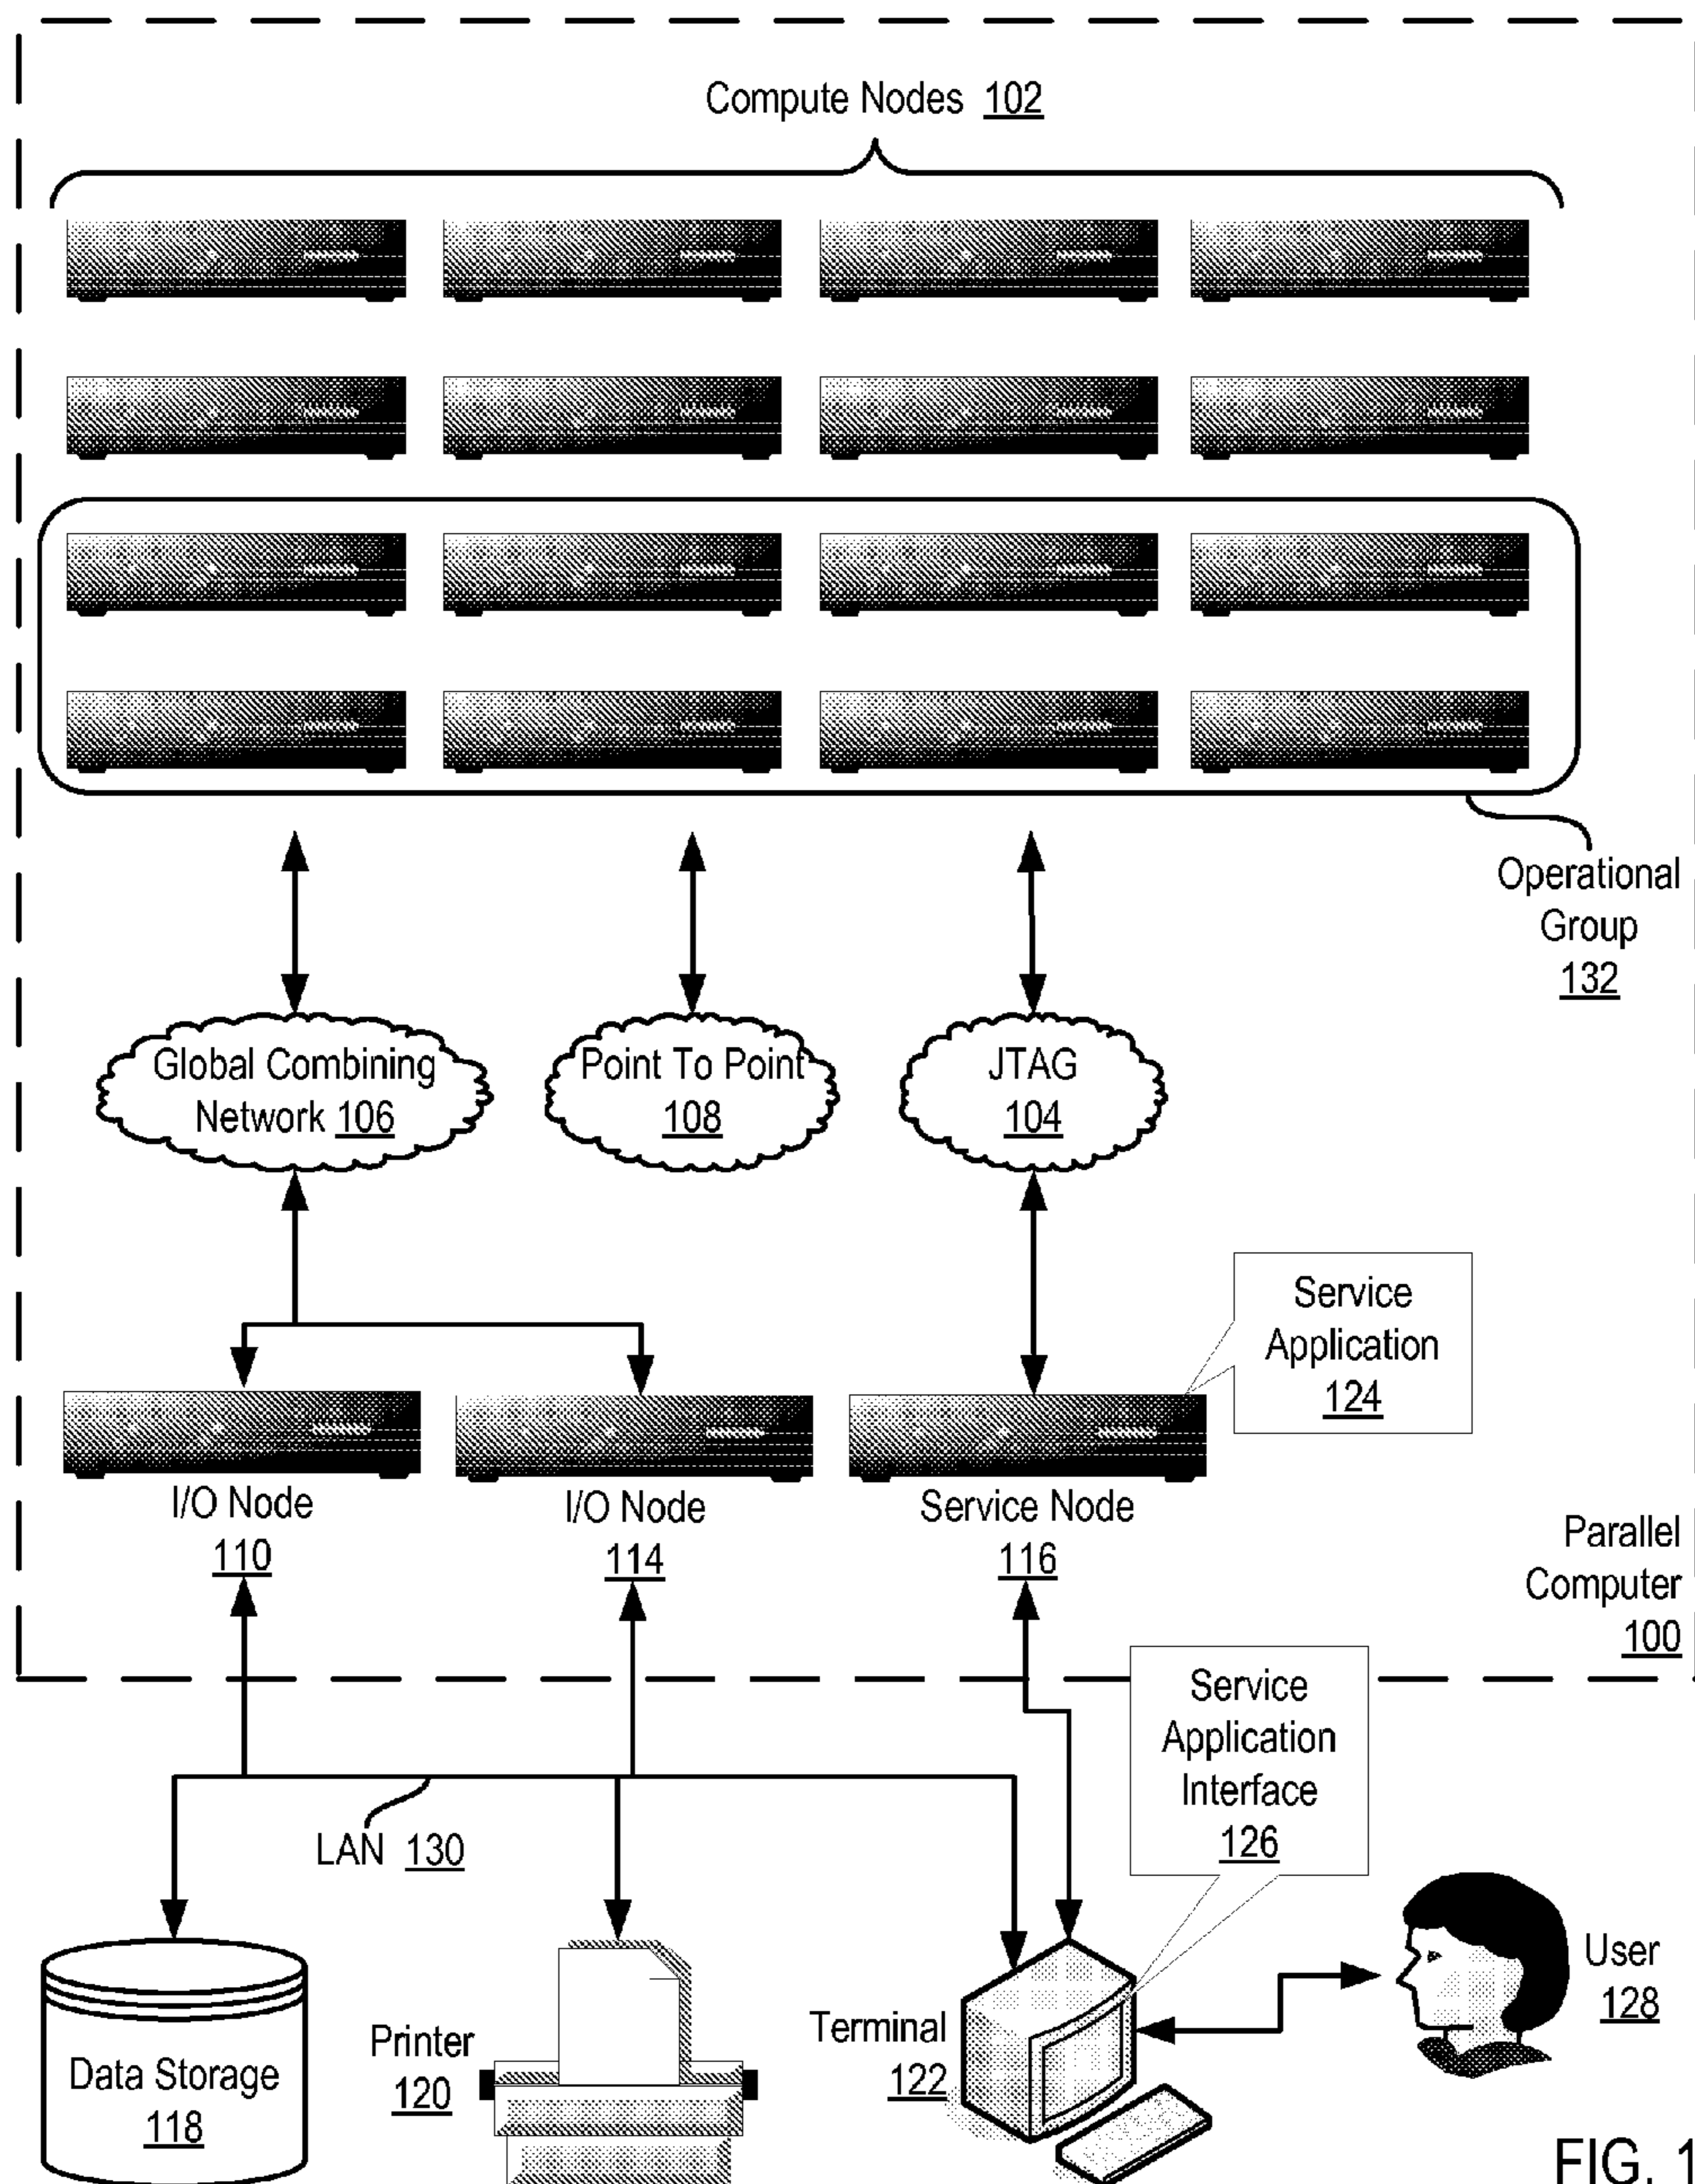 Compute Nodes 102
Operational
Group
132
Global Combining
Network 106
Point To Point
108
JTAG
104
Service
Application
124
I/O Node
110
I/O Node
114
Service Node
116
Parallel
Computer
100
Service
Application
Interface
126
LAN 130
Data Storage
118
Printer
120
Terminal
122
User
128
FIG. 1